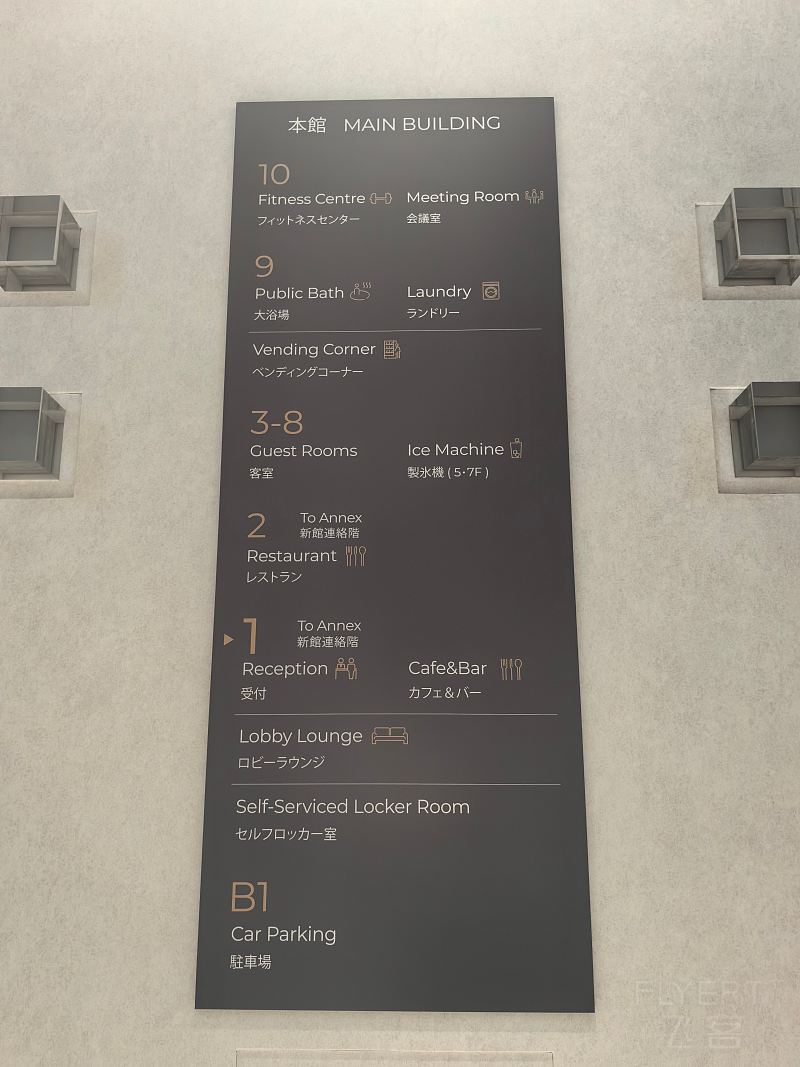 本館 MAIN BUILDING
10
Fitness Centre Meeting Room
フィットネスセンター 会議室
9
Public Bath Laundry
大浴場 ランドリー
Vending Corner
ベンディングコーナー
3-8
Guest Rooms Ice Machine
客室 製氷機 ( 5・7F )
2 To Annex
新館連絡階
Restaurant
レストラン
1 To Annex
新館連絡階
Reception Cafe&Bar
受付 カフェ＆バー
Lobby Lounge
ロビーラウンジ
Self-Serviced Locker Room
セルフロッカー室
B1
Car Parking
駐車場
FLYERT